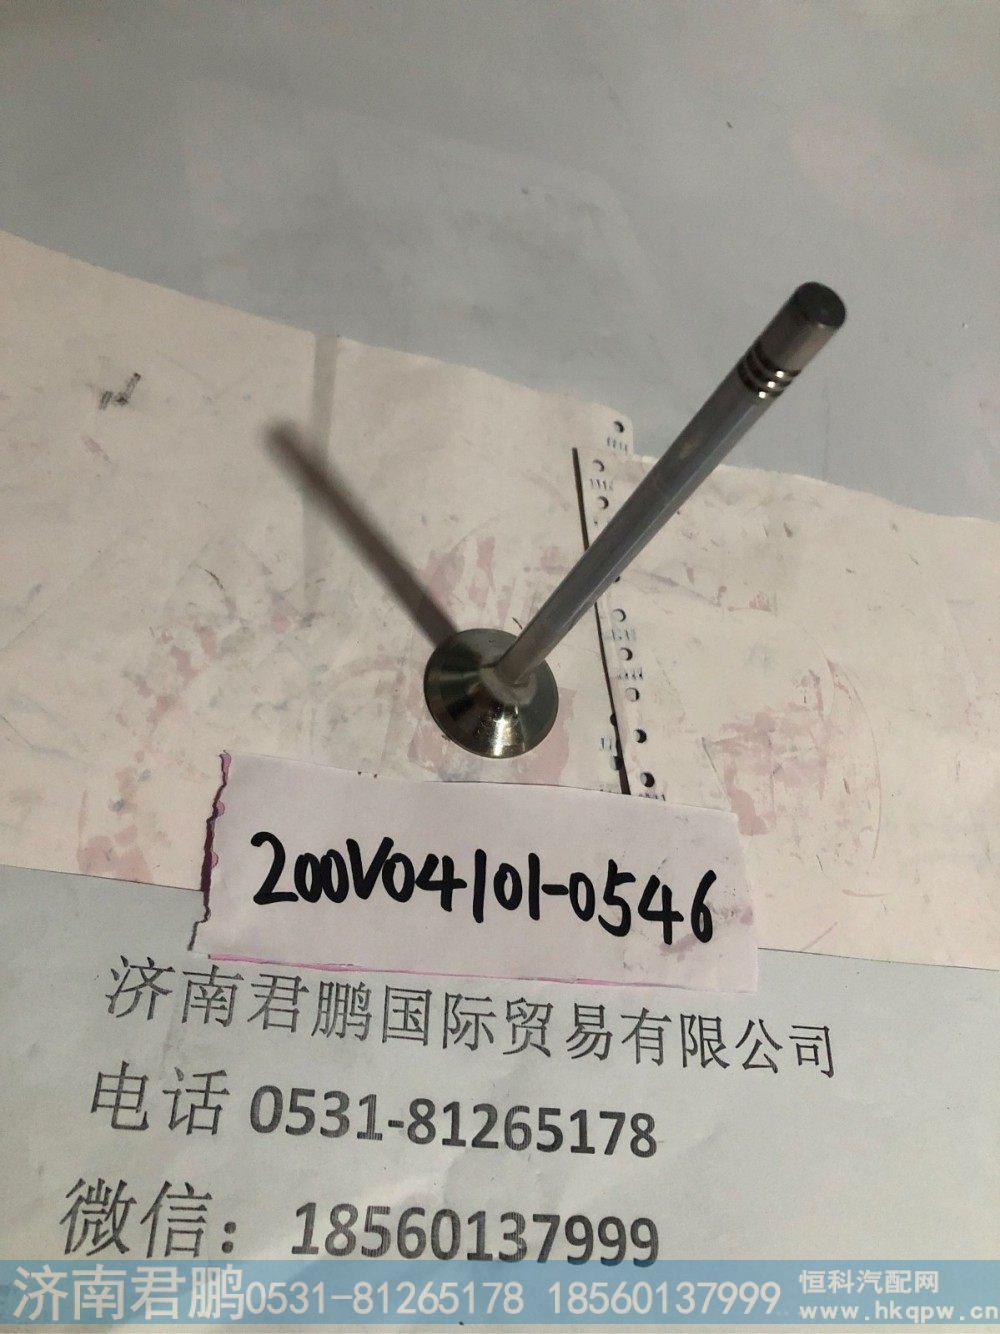 200V04101-0546
济南君鹏国际贸易有限公司
电话 0531-81265178
微信：18560137999
济南君鹏0531-81265178 18560137999
恒科汽配网
www.hkqpw.cn